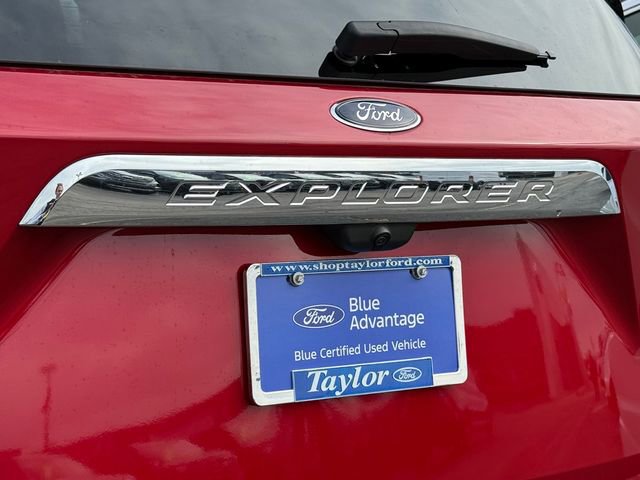 Ford
EXPLORER
www.shoptaylorford.com
Ford
Blue
Advantage
Blue Certified Used Vehicle
Taylor Ford